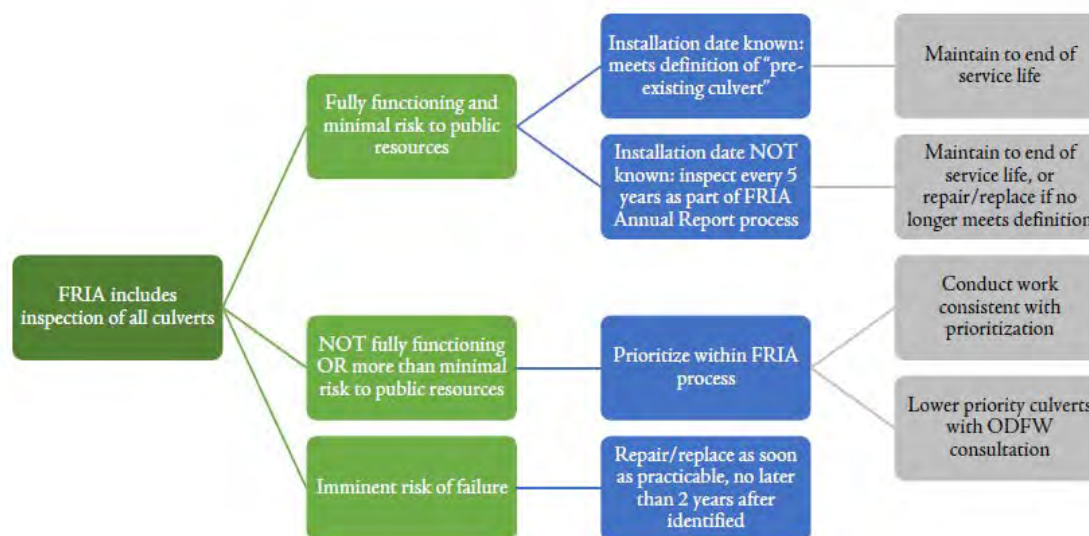 FRIA includes
inspection of all culverts
Fully functioning and
minimal risk to public
resources
Installation date known:
meets definition of “pre-
existing culvert”
Maintain to end of
service life
Installation date NOT
known: inspect every 5
years as part of FRIA
Annual Report process
Maintain to end of
service life, or
repair/replace if no
longer meets definition
NOT fully functioning
OR more than minimal
risk to public resources
Prioritize within FRIA
process
Conduct work
consistent with
prioritization
Lower priority culverts
with ODFW
consultation
Imminent risk of failure
Repair/replace as soon
as practicable, no later
than 2 years after
identified